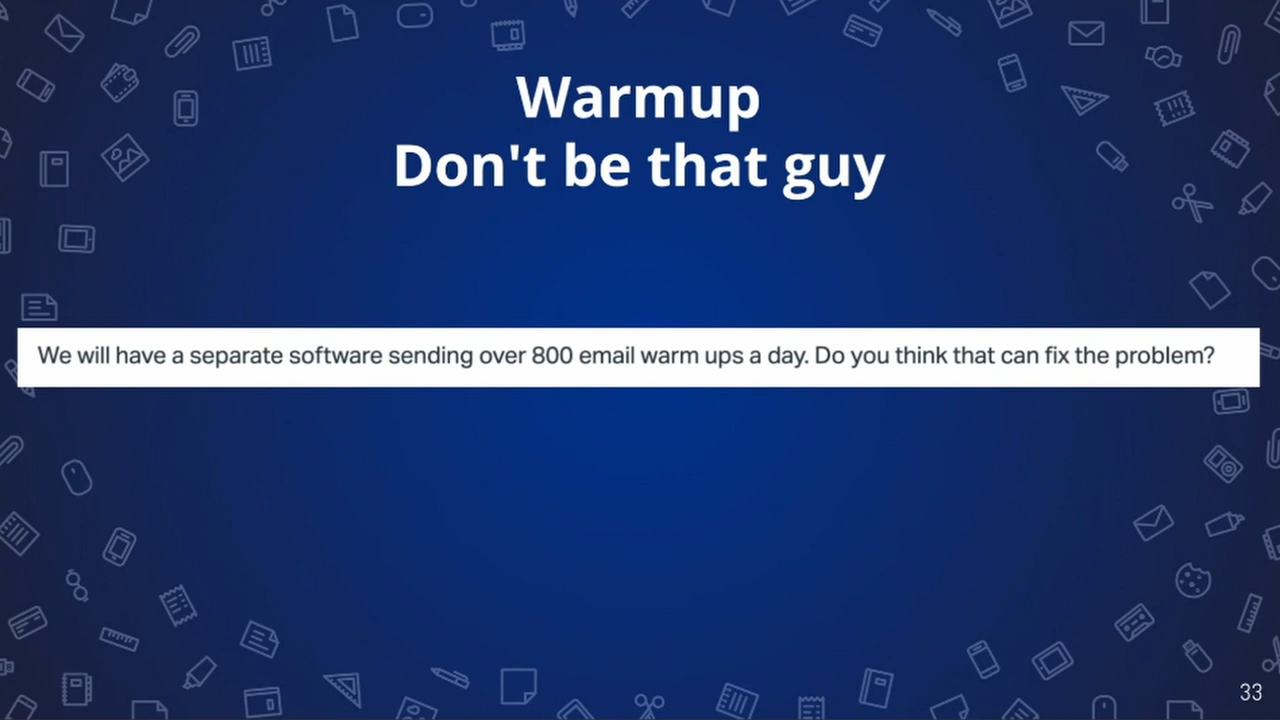 Warmup
Don't be that guy
We will have a separate software sending over 800 email warm ups a day. Do you think that can fix the problem?
33